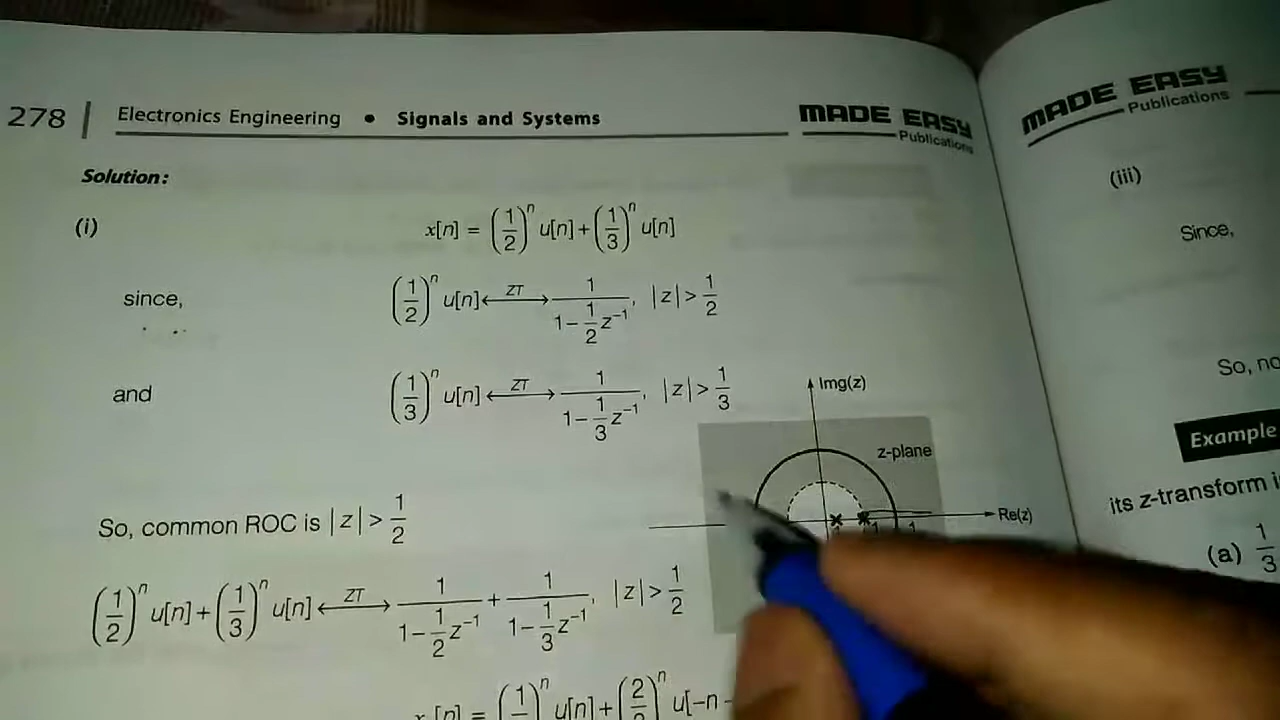 278 | Electronics Engineering • Signals and Systems MADE EASY Publications
Solution:
(i) x[n] = (1/2)^n u[n] + (1/3)^n u[n]
since, (1/2)^n u[n] ←ZT→ 1/(1 − 1/2 z^−1), |z| > 1/2
and (1/3)^n u[n] ←ZT→ 1/(1 − 1/3 z^−1), |z| > 1/3
Img(z)
z-plane
Re(z)
So, common ROC is |z| > 1/2
(1/2)^n u[n] + (1/3)^n u[n] ←ZT→ 1/(1 − 1/2 z^−1) + 1/(1 − 1/3 z^−1), |z| > 1/2
MADE EASY Publications
(iii)
Since,
So,
Example
its z-transform
(a) 1/3